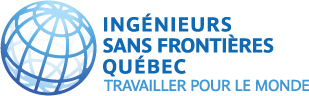 INGÉNIEURS
SANS FRONTIÈRES
QUÉBEC
TRAVAILLER POUR LE MONDE